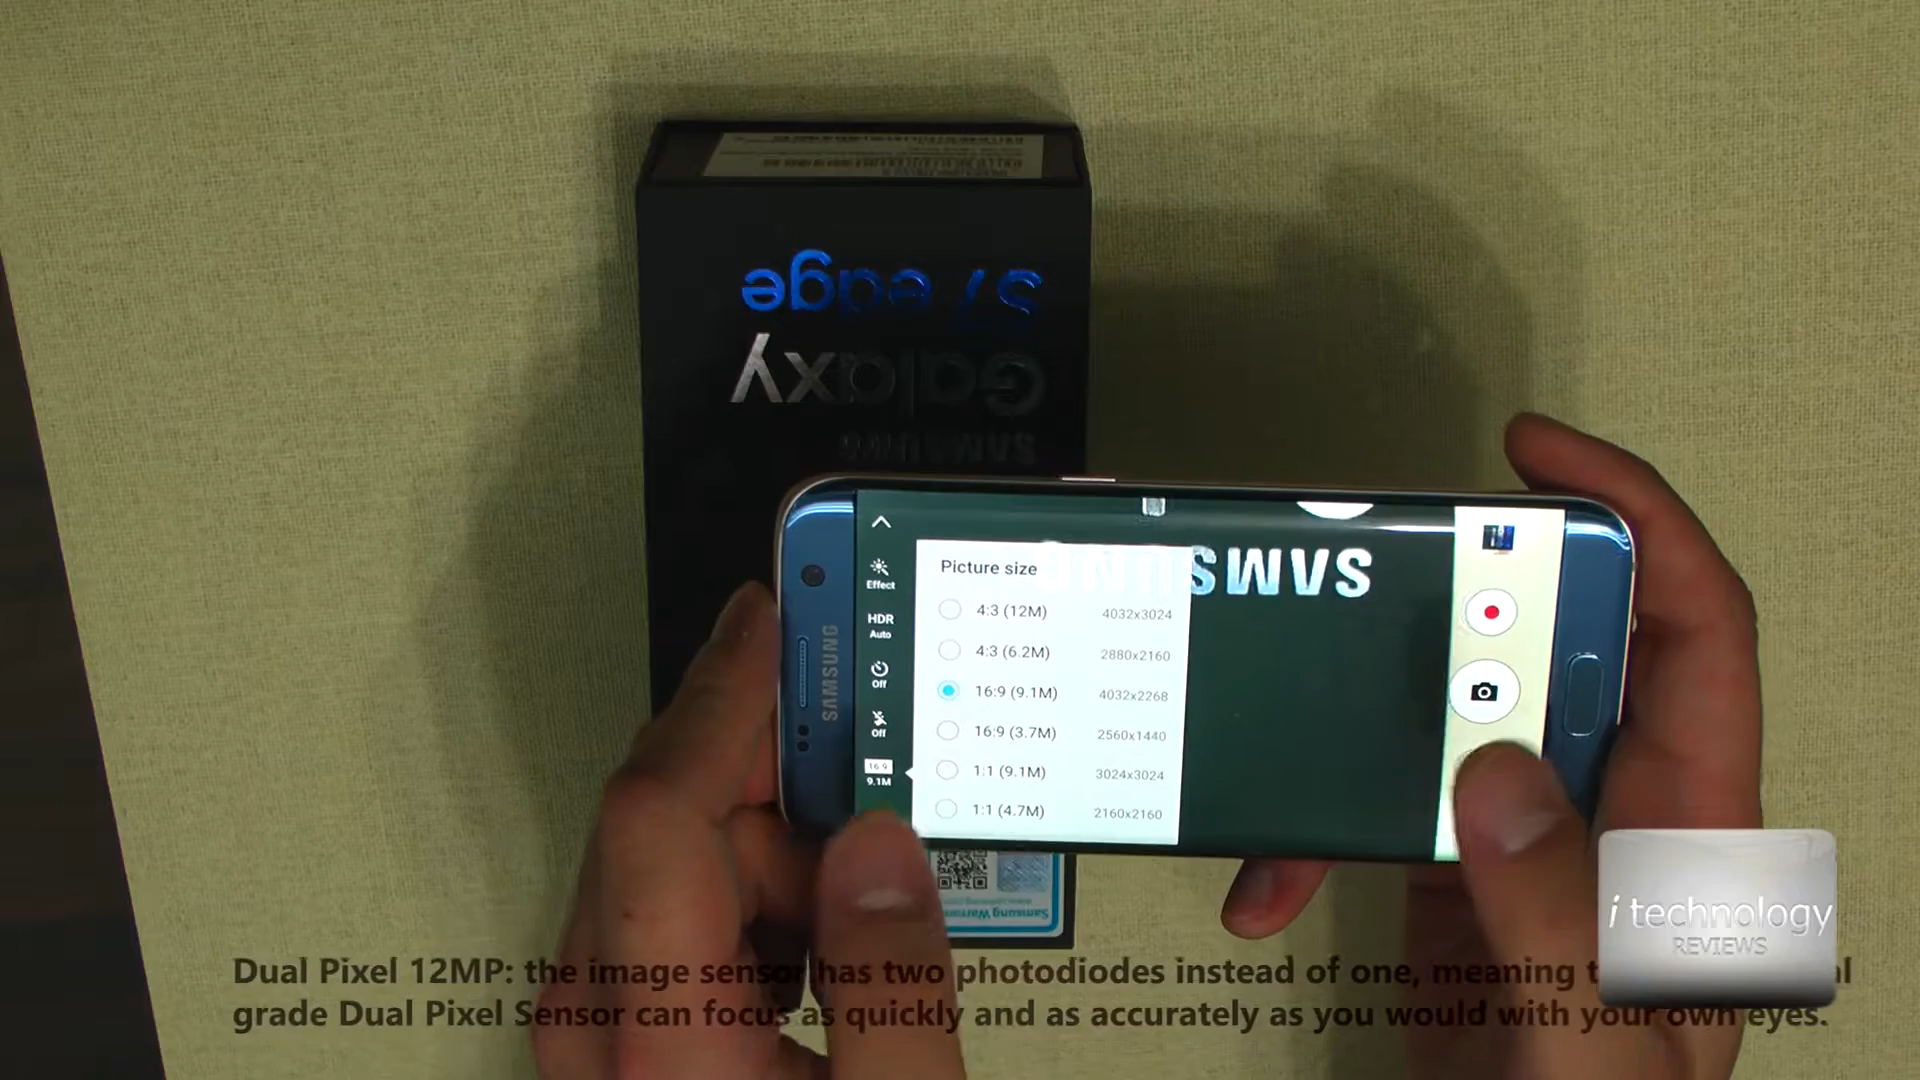 S7 edge
Galaxy
SAMSUNG
SAMSUNG
SAMSUNG
Effect
HDR
Auto
Off
Off
16:9
9.1M
Picture size
4:3 (12M) 4032x3024
4:3 (6.2M) 2880x2160
16:9 (9.1M) 4032x2268
16:9 (3.7M) 2560x1440
1:1 (9.1M) 3024x3024
1:1 (4.7M) 2160x2160
Samsung Warran
i technology
REVIEWS
Dual Pixel 12MP: the image sensor has two photodiodes instead of one, meaning
grade Dual Pixel Sensor can focus as quickly and as accurately as you would with your own eyes.